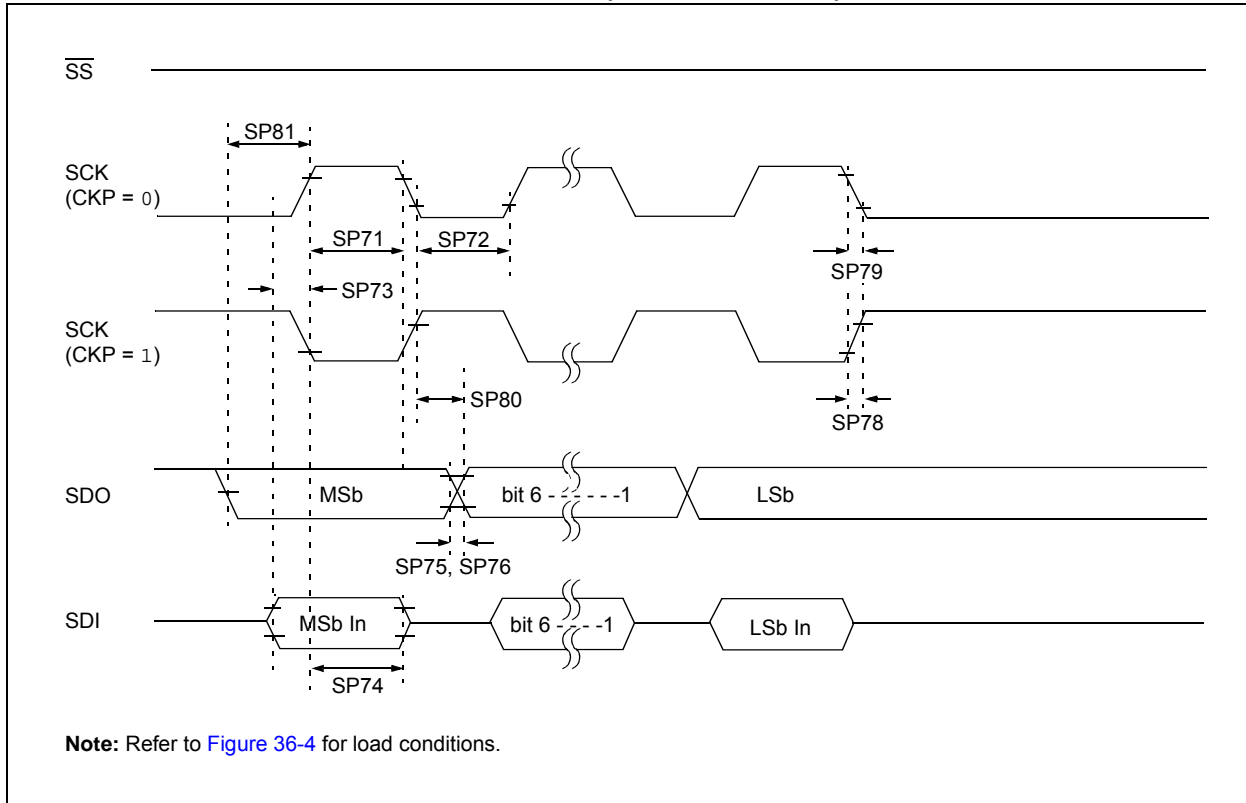 SS
SP81
SCK
(CKP = 0)
SP71
SP72
SP79
SP73
SCK
(CKP = 1)
SP80
SP78
SDO
MSb
bit 6 - - - - - -1
LSb
SP75, SP76
SDI
MSb In
bit 6 - - - -1
LSb In
SP74
Note: Refer to Figure 36-4 for load conditions.